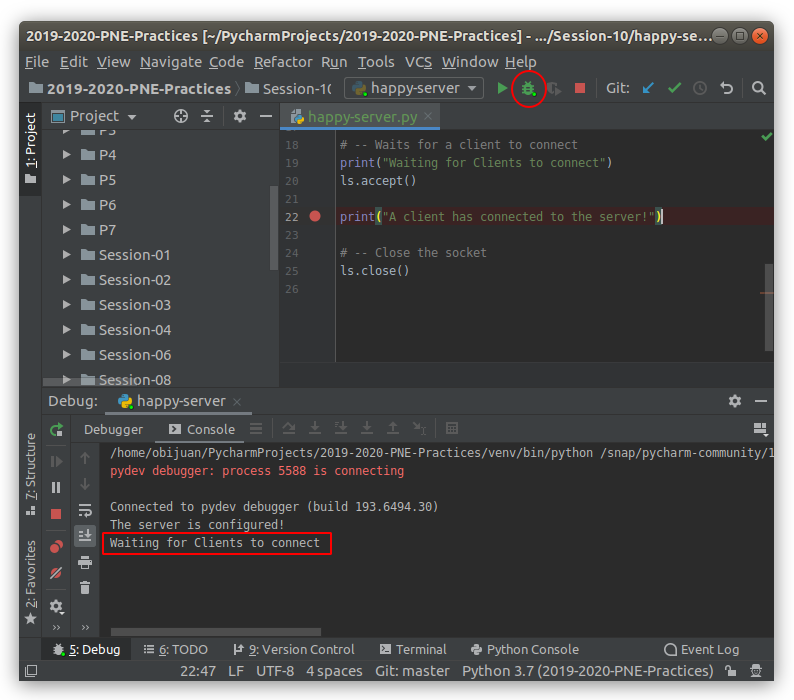 2019-2020-PNE-Practices [~/PycharmProjects/2019-2020-PNE-Practices] - .../Session-10/happy-se...
File Edit View Navigate Code Refactor Run Tools VCS Window Help
2019-2020-PNE-Practices Session-10 happy-server Git:
1: Project
Project
happy-server.py
P4
P5
P6
P7
Session-01
Session-02
Session-03
Session-04
Session-06
Session-08
18 # -- Waits for a client to connect
19 print("Waiting for Clients to connect")
20 ls.accept()
21
22 print("A client has connected to the server!")
23
24 # -- Close the socket
25 ls.close()
26
Debug: happy-server
Debugger Console
7: Structure
2: Favorites
/home/obijuan/PycharmProjects/2019-2020-PNE-Practices/venv/bin/python /snap/pycharm-community/1
pydev debugger: process 5588 is connecting
Connected to pydev debugger (build 193.6494.30)
The server is configured!
Waiting for Clients to connect
5: Debug 6: TODO 9: Version Control Terminal Python Console Event Log
22:47 LF UTF-8 4 spaces Git: master Python 3.7 (2019-2020-PNE-Practices)